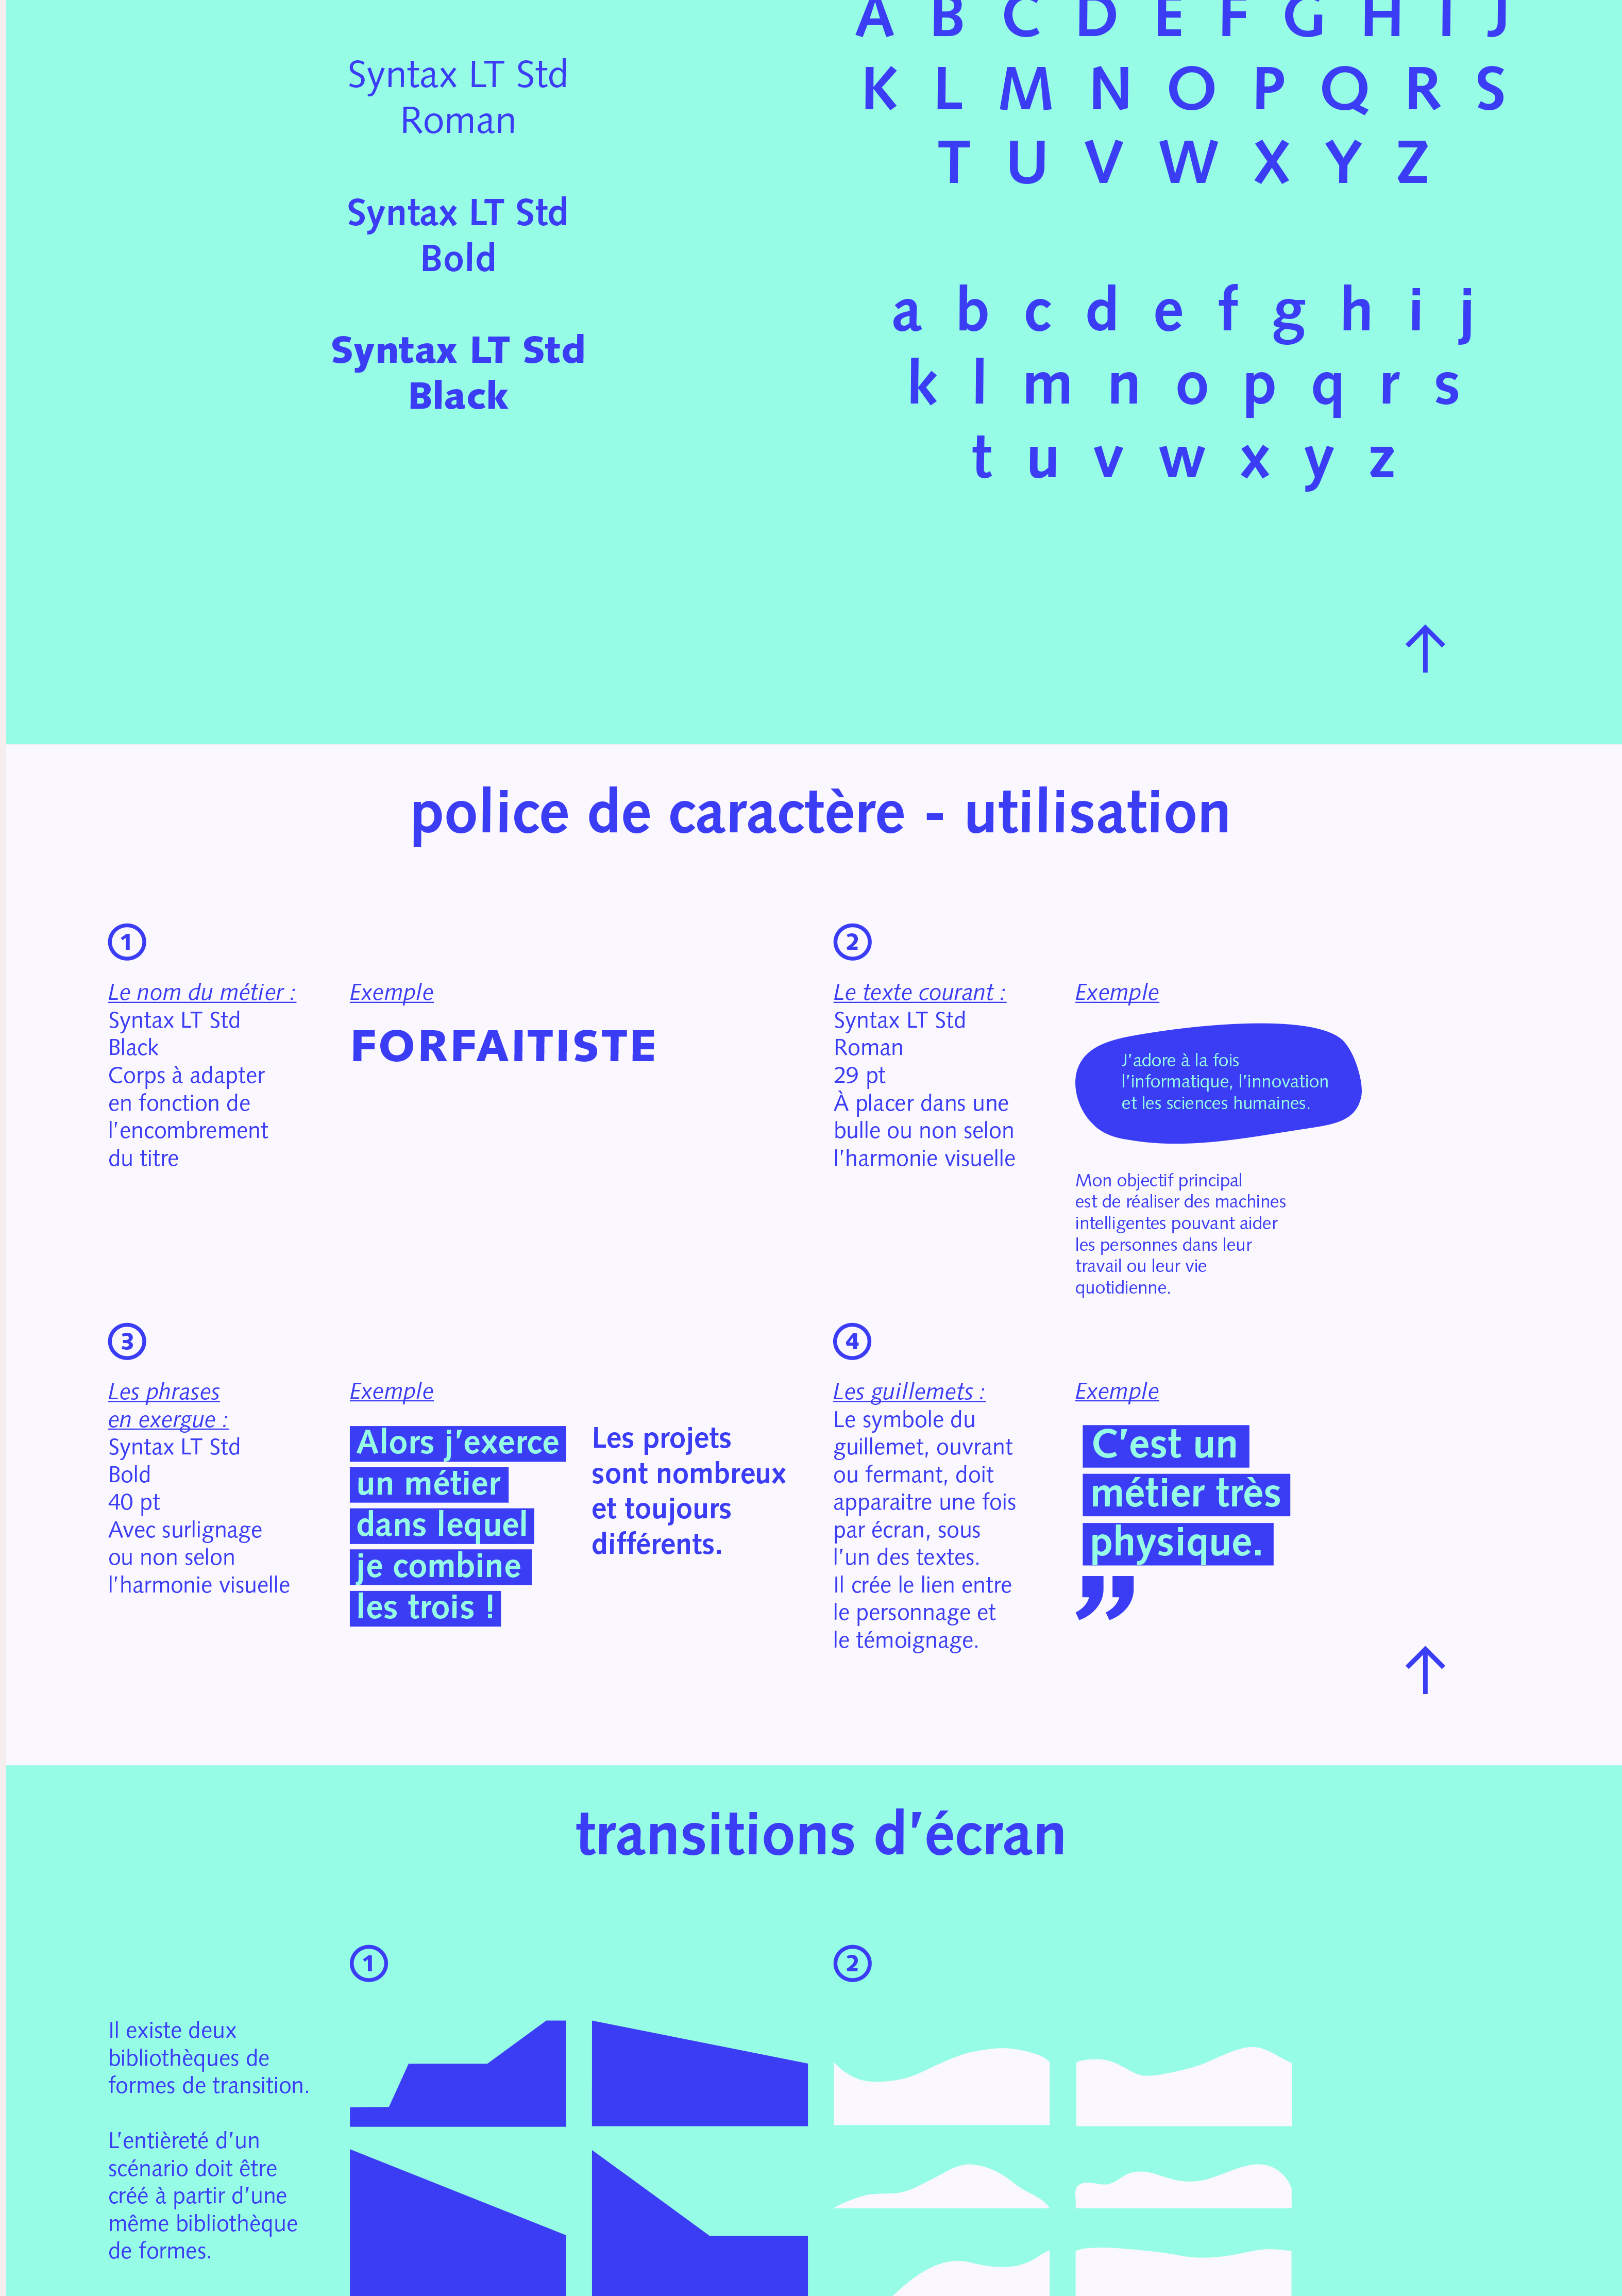 Syntax LT Std
Roman
Syntax LT Std
Bold
Syntax LT Std
Black
A B C D E F G H I J
K L M N O P Q R S
T U V W X Y Z
a b c d e f g h i j
k l m n o p q r s
t u v w x y z
police de caractère - utilisation
1
Le nom du métier :
Syntax LT Std
Black
Corps à adapter
en fonction de
l'encombrement
du titre
Exemple
FORFAITISTE
2
Le texte courant :
Syntax LT Std
Roman
29 pt
À placer dans une
bulle ou non selon
l'harmonie visuelle
Exemple
J'adore à la fois
l'informatique, l'innovation
et les sciences humaines.
Mon objectif principal
est de réaliser des machines
intelligentes pouvant aider
les personnes dans leur
travail ou leur vie
quotidienne.
3
Les phrases
en exergue :
Syntax LT Std
Bold
40 pt
Avec surlignage
ou non selon
l'harmonie visuelle
Exemple
Alors j'exerce
un métier
dans lequel
je combine
les trois !
Les projets
sont nombreux
et toujours
différents.
4
Les guillemets :
Le symbole du
guillemet, ouvrant
ou fermant, doit
apparaitre une fois
par écran, sous
l'un des textes.
Il crée le lien entre
le personnage et
le témoignage.
Exemple
C'est un
métier très
physique.
”
transitions d'écran
1
2
Il existe deux
bibliothèques de
formes de transition.
L'entièreté d'un
scénario doit être
créé à partir d'une
même bibliothèque
de formes.